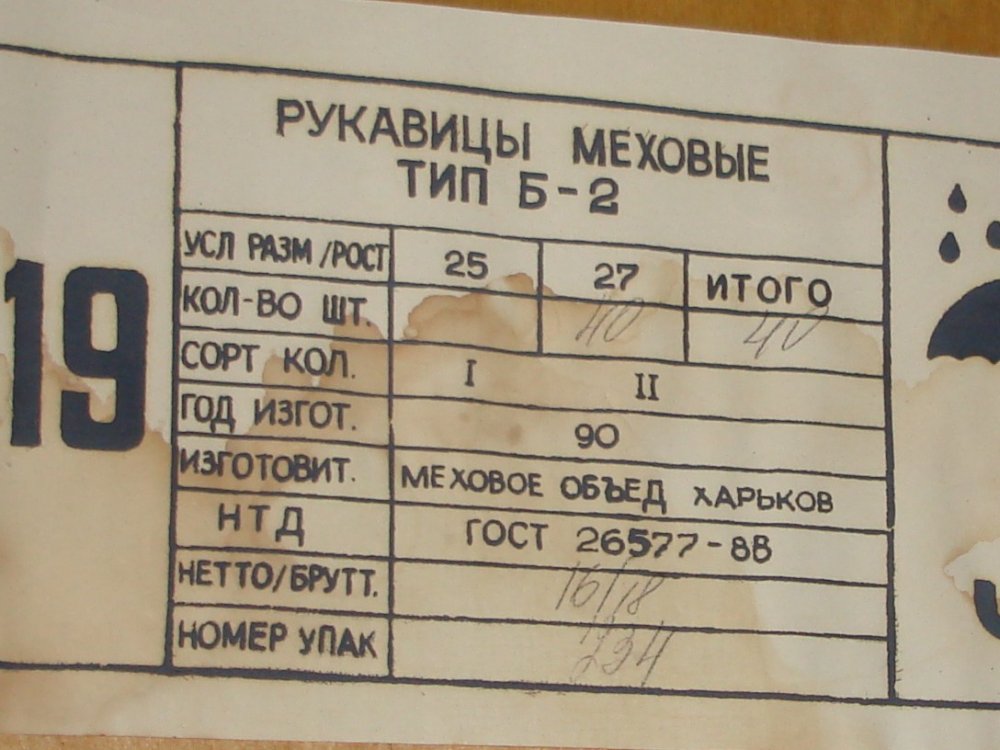 19
РУКАВИЦЫ МЕХОВЫЕ
ТИП Б-2
УСЛ РАЗМ/РОСТ 25 27 ИТОГО
КОЛ-ВО ШТ. 40 40
СОРТ КОЛ. I II
ГОД ИЗГОТ. 90
ИЗГОТОВИТ. МЕХОВОЕ ОБЪЕД ХАРЬКОВ
НТД ГОСТ 26577-88
НЕТТО/БРУТТ. 16/18
НОМЕР УПАК